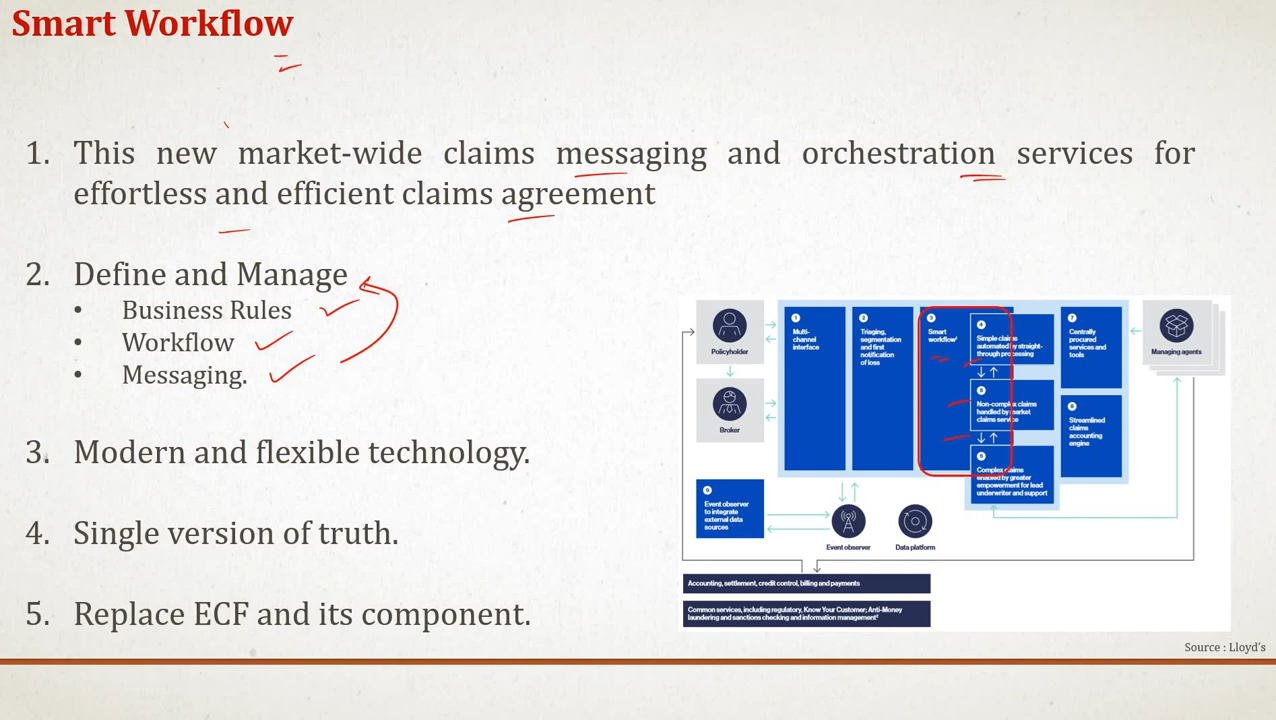 Smart Workflow
1. This new market-wide claims messaging and orchestration services for
effortless and efficient claims agreement
2. Define and Manage
• Business Rules
• Workflow
• Messaging.
3. Modern and flexible technology.
4. Single version of truth.
5. Replace ECF and its component.
Policyholder
Broker
1
Multi-
channel
interface
2
Triaging,
segmentation
and first
notification
of loss
3
Smart
workflow¹
4
Simple claims
automated by straight-
through processing
Non-complex claims
handled by market
claims service
Complex claims
enabled by greater
empowerment for lead
underwriter and support
7
Centrally
procured
services and
tools
Streamlined
claims
accounting
engine
Managing agents
Event observer
to integrate
external data
sources
Event observer
Data platform
Accounting, settlement, credit control, billing and payments
Common services, including regulatory, Know Your Customer; Anti-Money
laundering and sanctions checking and information management
Source : Lloyd's